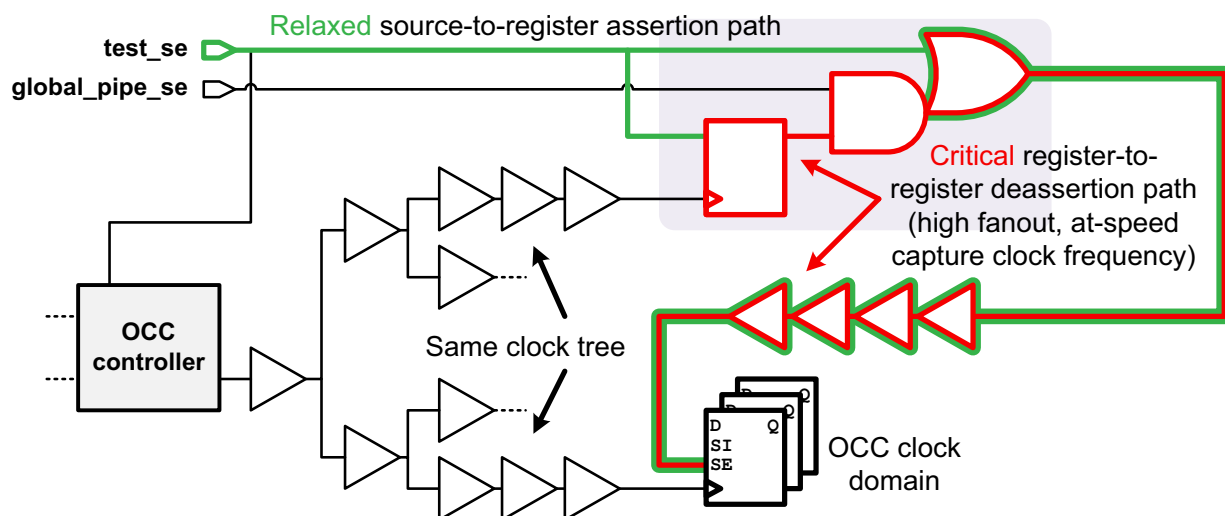 Relaxed source-to-register assertion path
test_se
global_pipe_se
Critical register-to-
register deassertion path
(high fanout, at-speed
capture clock frequency)
OCC
controller
Same clock tree
D Q
D Q
D Q
SI
SE
OCC clock
domain